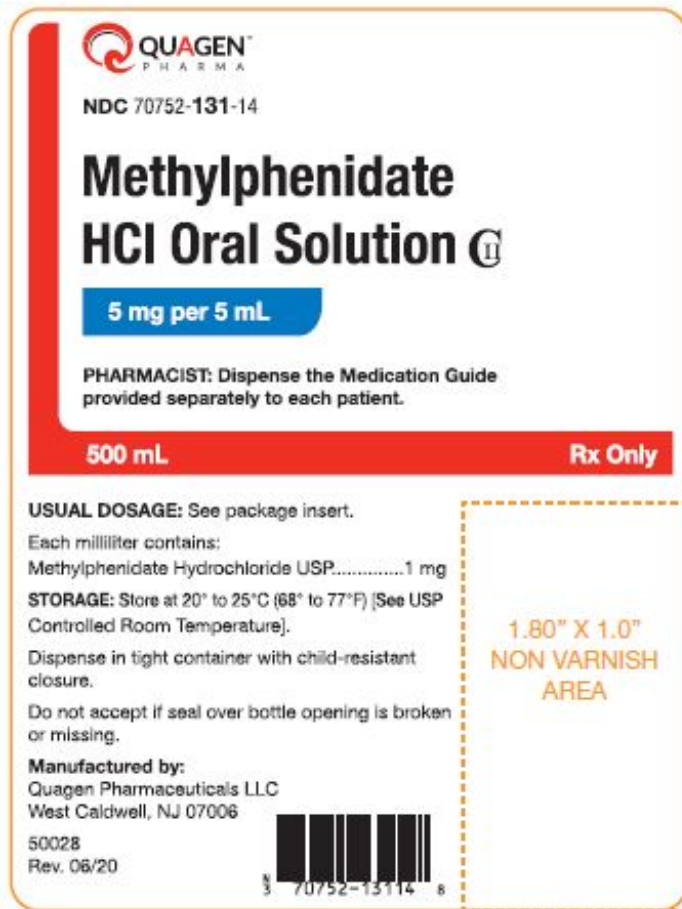 QUAGEN™
PHARMA
NDC 70752-131-14
Methylphenidate
HCl Oral Solution CII
5 mg per 5 mL
PHARMACIST: Dispense the Medication Guide
provided separately to each patient.
500 mL Rx Only
USUAL DOSAGE: See package insert.
Each milliliter contains:
Methylphenidate Hydrochloride USP..............1 mg
STORAGE: Store at 20° to 25°C (68° to 77°F) [See USP
Controlled Room Temperature].
Dispense in tight container with child-resistant
closure.
Do not accept if seal over bottle opening is broken
or missing.
Manufactured by:
Quagen Pharmaceuticals LLC
West Caldwell, NJ 07006
50028
Rev. 06/20
N
3 70752-13114 8
1.80" X 1.0"
NON VARNISH
AREA